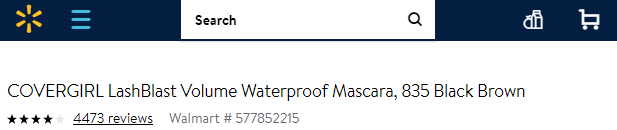 Search
COVERGIRL LashBlast Volume Waterproof Mascara, 835 Black Brown
4473 reviews Walmart # 577852215